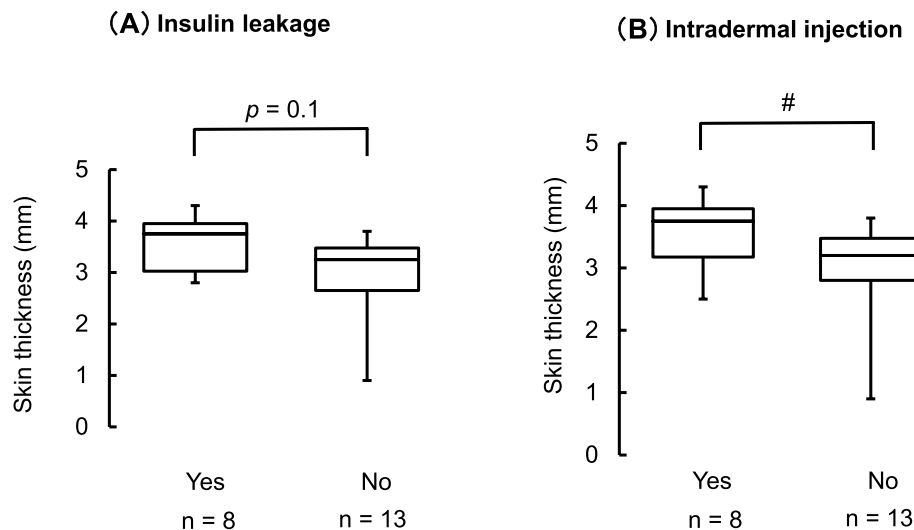 (A) Insulin leakage
p = 0.1
5
4
3
2
1
0
Skin thickness (mm)
Yes
No
n = 8
n = 13
(B) Intradermal injection
#
5
4
3
2
1
0
Skin thickness (mm)
Yes
No
n = 8
n = 13